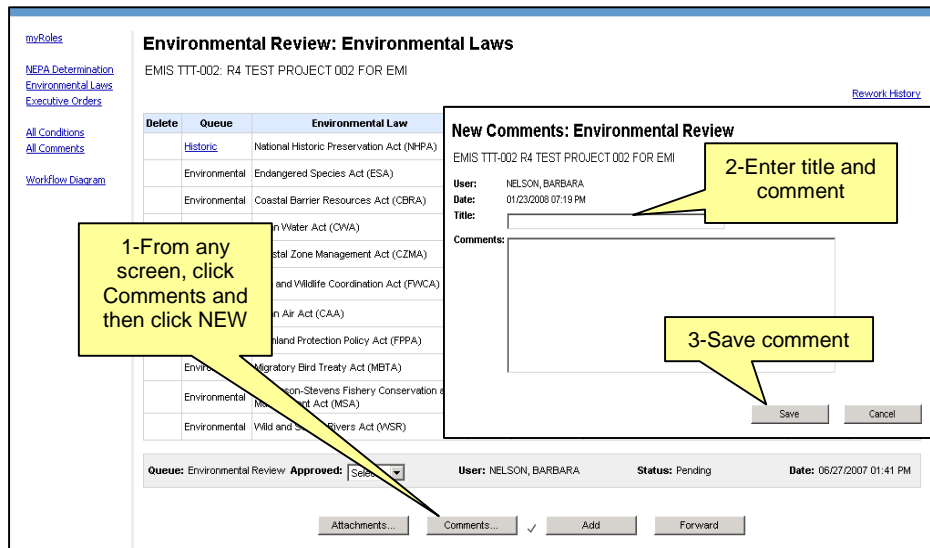 myRoles
NEPA Determination
Environmental Laws
Executive Orders
All Conditions
All Comments
Workflow Diagram
Environmental Review: Environmental Laws
EMIS TTT-002: R4 TEST PROJECT 002 FOR EMI
Rework History
Delete Queue Environmental Law
Historic National Historic Preservation Act (NHPA)
Environmental Endangered Species Act (ESA)
Environmental Coastal Barrier Resources Act (CBRA)
Water Act (CWA)
Zone Management Act (CZMA)
and Wildlife Coordination Act (FWCA)
Air Act (CAA)
Protection Policy Act (FPPA)
Migratory Bird Treaty Act (MBTA)
Environmental
Fishery Conservation
Act (MSA)
Environmental Wild and Rivers Act (WSR)
1-From any
screen, click
Comments and
then click NEW
New Comments: Environmental Review
EMIS TTT-002 R4 TEST PROJECT 002 FOR EMI
User: NELSON, BARBARA
Date: 01/23/2008 07:19 PM
Title:
Comments:
2-Enter title and
comment
3-Save comment
Save Cancel
Queue: Environmental Review Approved: User: NELSON, BARBARA Status: Pending Date: 06/27/2007 01:41 PM
Attachments... Comments... ✓ Add Forward